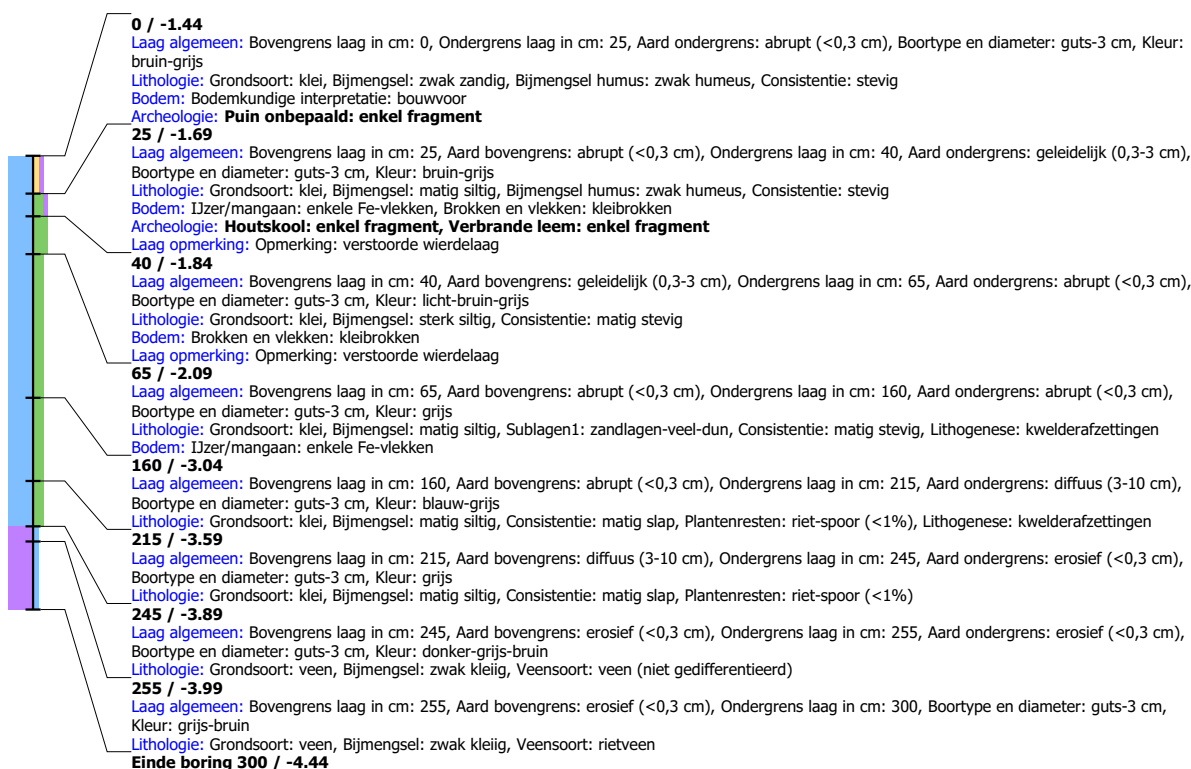 0 / -1.44
Laag algemeen: Bovengrens laag in cm: 0, Ondergrens laag in cm: 25, Aard ondergrens: abrupt (<0,3 cm), Boortype en diameter: guts-3 cm, Kleur:
bruin-grijs
Lithologie: Grondsoort: klei, Bijmengsel: zwak zandig, Bijmengsel humus: zwak humeus, Consistentie: stevig
Bodem: Bodemkundige interpretatie: bouwvoor
Archeologie: Puin onbepaald: enkel fragment
25 / -1.69
Laag algemeen: Bovengrens laag in cm: 25, Aard bovengrens: abrupt (<0,3 cm), Ondergrens laag in cm: 40, Aard ondergrens: geleidelijk (0,3-3 cm),
Boortype en diameter: guts-3 cm, Kleur: bruin-grijs
Lithologie: Grondsoort: klei, Bijmengsel: matig siltig, Bijmengsel humus: zwak humeus, Consistentie: stevig
Bodem: IJzer/mangaan: enkele Fe-vlekken, Brokken en vlekken: kleibrokken
Archeologie: Houtskool: enkel fragment, Verbrande leem: enkel fragment
Laag opmerking: Opmerking: verstoorde wierdelaag
40 / -1.84
Laag algemeen: Bovengrens laag in cm: 40, Aard bovengrens: geleidelijk (0,3-3 cm), Ondergrens laag in cm: 65, Aard ondergrens: abrupt (<0,3 cm),
Boortype en diameter: guts-3 cm, Kleur: licht-bruin-grijs
Lithologie: Grondsoort: klei, Bijmengsel: sterk siltig, Consistentie: matig stevig
Bodem: Brokken en vlekken: kleibrokken
Laag opmerking: Opmerking: verstoorde wierdelaag
65 / -2.09
Laag algemeen: Bovengrens laag in cm: 65, Aard bovengrens: abrupt (<0,3 cm), Ondergrens laag in cm: 160, Aard ondergrens: abrupt (<0,3 cm),
Boortype en diameter: guts-3 cm, Kleur: grijs
Lithologie: Grondsoort: klei, Bijmengsel: matig siltig, Sublagen1: zandlagen-veel-dun, Consistentie: matig stevig, Lithogenese: kwelderafzettingen
Bodem: IJzer/mangaan: enkele Fe-vlekken
160 / -3.04
Laag algemeen: Bovengrens laag in cm: 160, Aard bovengrens: abrupt (<0,3 cm), Ondergrens laag in cm: 215, Aard ondergrens: diffuus (3-10 cm),
Boortype en diameter: guts-3 cm, Kleur: blauw-grijs
Lithologie: Grondsoort: klei, Bijmengsel: matig siltig, Consistentie: matig slap, Plantenresten: riet-spoor (<1%), Lithogenese: kwelderafzettingen
215 / -3.59
Laag algemeen: Bovengrens laag in cm: 215, Aard bovengrens: diffuus (3-10 cm), Ondergrens laag in cm: 245, Aard ondergrens: erosief (<0,3 cm),
Boortype en diameter: guts-3 cm, Kleur: grijs
Lithologie: Grondsoort: klei, Bijmengsel: matig siltig, Consistentie: matig slap, Plantenresten: riet-spoor (<1%)
245 / -3.89
Laag algemeen: Bovengrens laag in cm: 245, Aard bovengrens: erosief (<0,3 cm), Ondergrens laag in cm: 255, Aard ondergrens: erosief (<0,3 cm),
Boortype en diameter: guts-3 cm, Kleur: donker-grijs-bruin
Lithologie: Grondsoort: veen, Bijmengsel: zwak kleiig, Veensoort: veen (niet gedifferentieerd)
255 / -3.99
Laag algemeen: Bovengrens laag in cm: 255, Aard bovengrens: erosief (<0,3 cm), Ondergrens laag in cm: 300, Boortype en diameter: guts-3 cm,
Kleur: grijs-bruin
Lithologie: Grondsoort: veen, Bijmengsel: zwak kleiig, Veensoort: rietveen
Einde boring 300 / -4.44